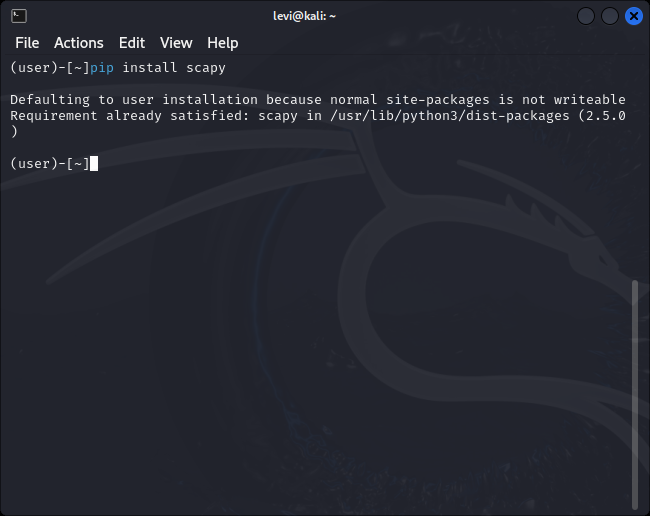 levi@kali: ~
File Actions Edit View Help
(user)-[~]pip install scapy
Defaulting to user installation because normal site-packages is not writeable
Requirement already satisfied: scapy in /usr/lib/python3/dist-packages (2.5.0
)
(user)-[~]